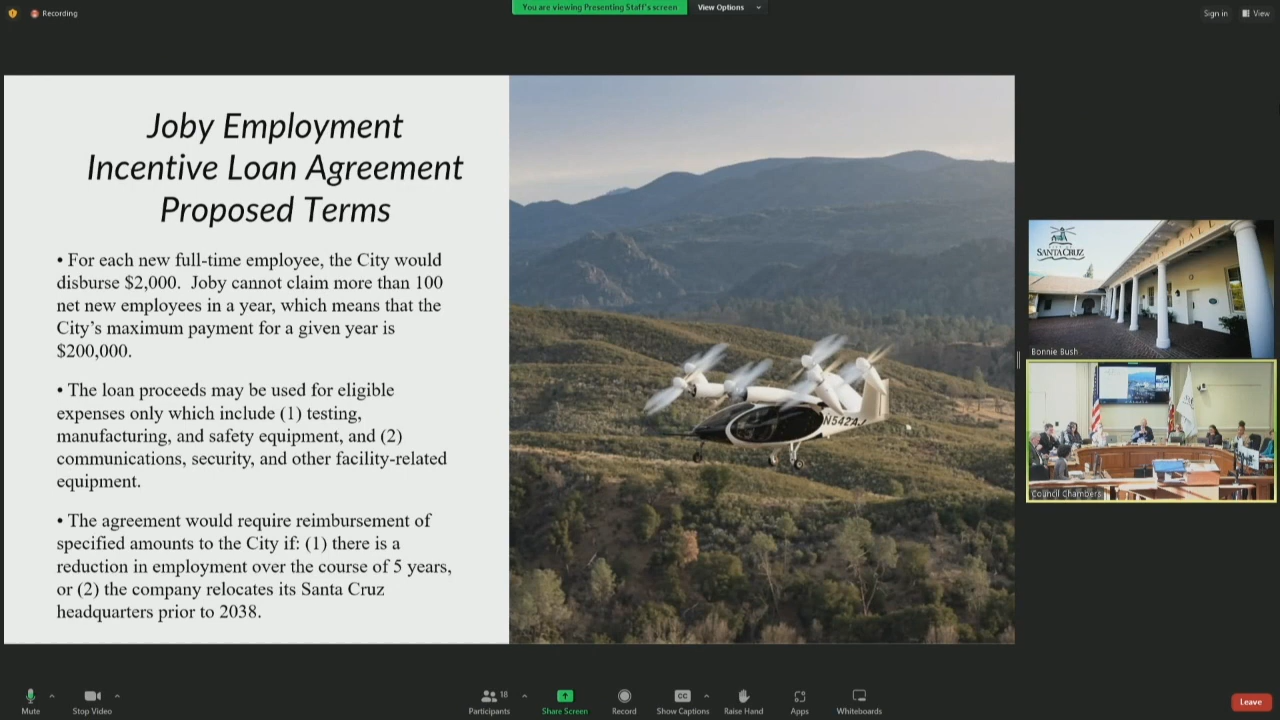 Recording
You are viewing Presenting Staff's screen
View Options
Sign in
View
Joby Employment
Incentive Loan Agreement
Proposed Terms
• For each new full-time employee, the City would
disburse $2,000. Joby cannot claim more than 100
net new employees in a year, which means that the
City's maximum payment for a given year is
$200,000.
• The loan proceeds may be used for eligible
expenses only which include (1) testing,
manufacturing, and safety equipment, and (2)
communications, security, and other facility-related
equipment.
• The agreement would require reimbursement of
specified amounts to the City if: (1) there is a
reduction in employment over the course of 5 years,
or (2) the company relocates its Santa Cruz
headquarters prior to 2038.
N542AJ
SANTA CRUZ
HALL
Bonnie Bush
Council Chambers
Mute
Stop Video
Participants
18
Share Screen
Record
CC
Show Captions
Raise Hand
Apps
Whiteboards
Leave